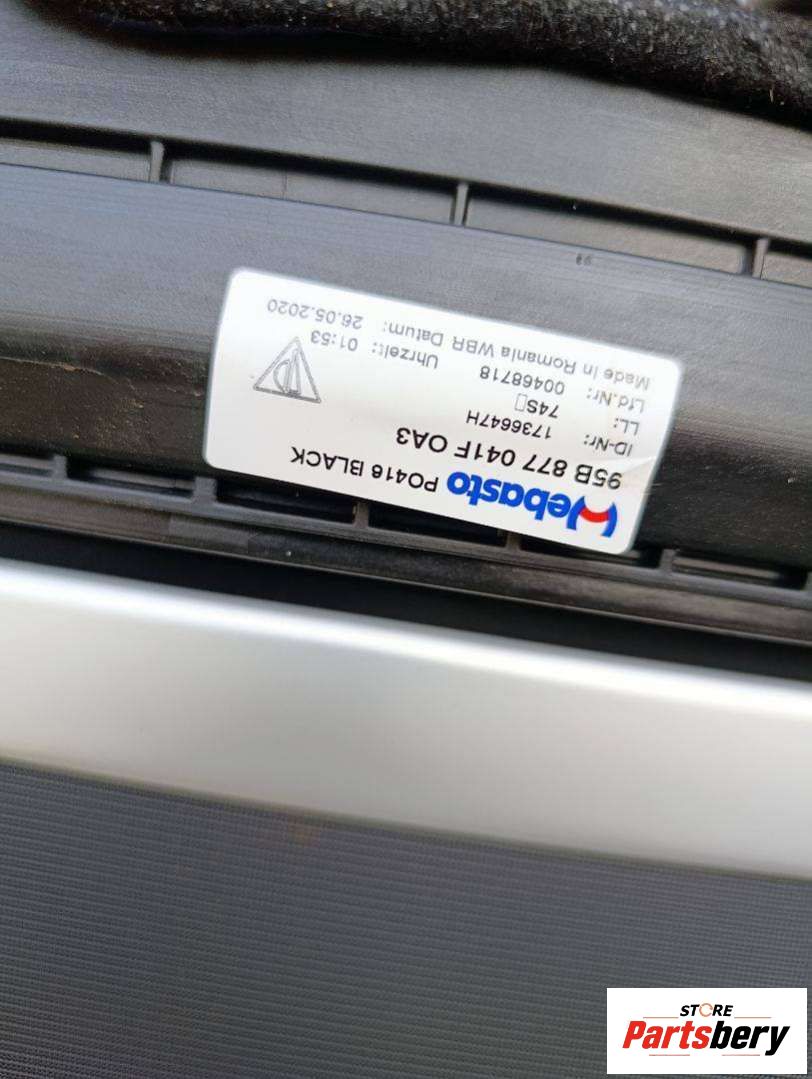 Webasto PO416 BLACK
95B 877 041F OA3
ID-Nr: 1736647H
LL: 74S
Lfd.Nr: 00468718 Uhrzeit: 01:53
Made in Romania WBR Datum: 26.05.2020
STORE
Partsbery